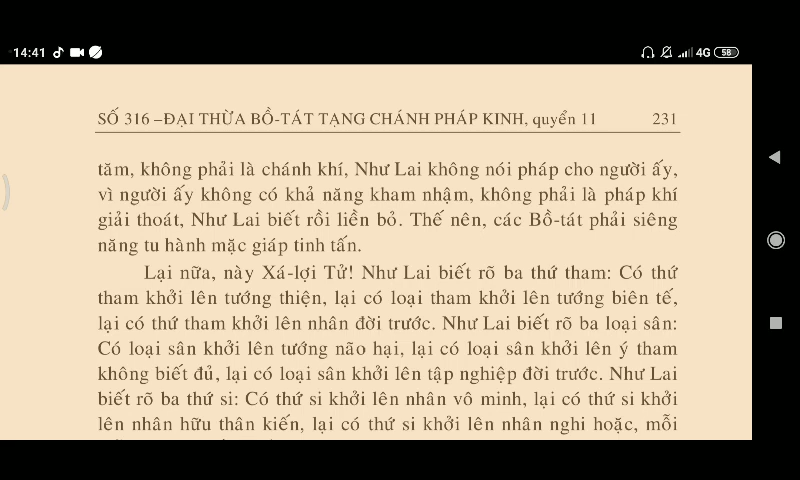 14:41
4G 58
SỐ 316 –ĐẠI THỪA BỒ-TÁT TẠNG CHÁNH PHÁP KINH, quyển 11 231
tăm, không phải là chánh khí, Như Lai không nói pháp cho người ấy,
vì người ấy không có khả năng kham nhậm, không phải là pháp khí
giải thoát, Như Lai biết rồi liền bỏ. Thế nên, các Bồ-tát phải siêng
năng tu hành mặc giáp tinh tấn.
Lại nữa, này Xá-lợi Tử! Như Lai biết rõ ba thứ tham: Có thứ
tham khởi lên tướng thiện, lại có loại tham khởi lên tướng biên tế,
lại có thứ tham khởi lên nhân đời trước. Như Lai biết rõ ba loại sân:
Có loại sân khởi lên tướng não hại, lại có loại sân khởi lên ý tham
không biết đủ, lại có loại sân khởi lên tập nghiệp đời trước. Như Lai
biết rõ ba thứ si: Có thứ si khởi lên nhân vô minh, lại có thứ si khởi
lên nhân hữu thân kiến, lại có thứ si khởi lên nhân nghi hoặc, mỗi